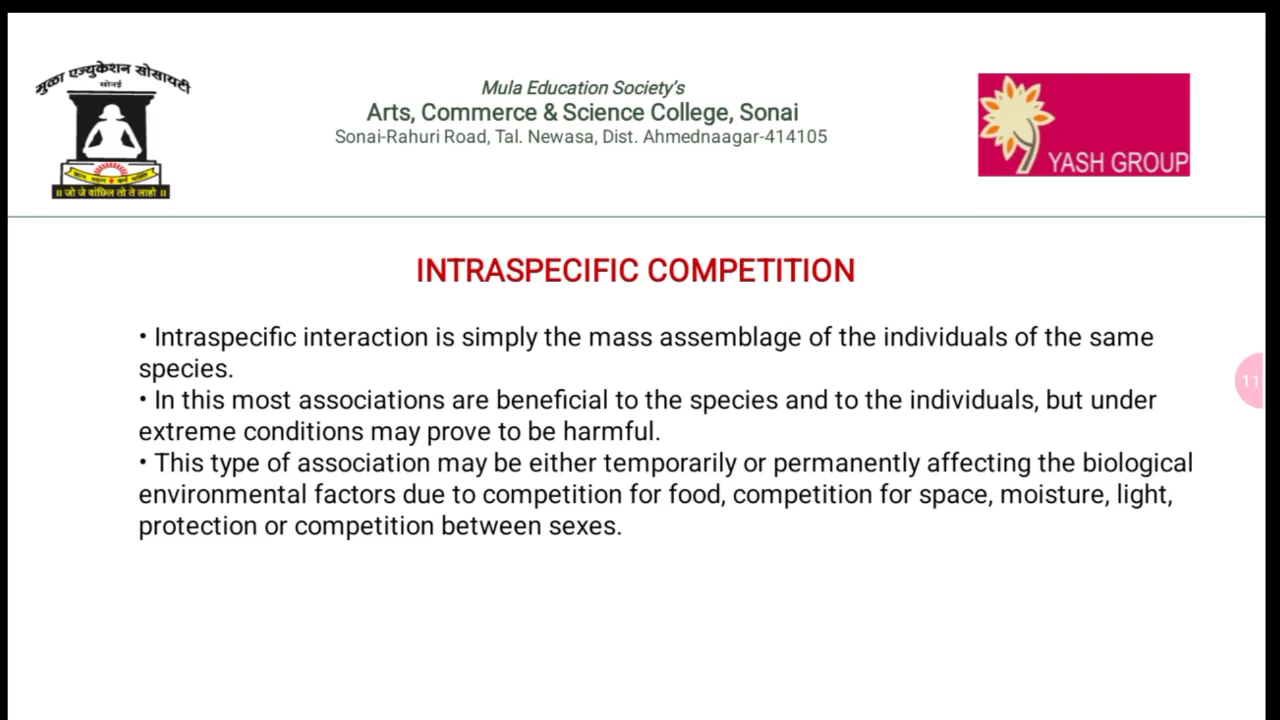 मुळा एज्युकेशन सोसायटी
सोनई
॥ जो जे वांछिल तो ते लाहो ॥
Mula Education Society's
Arts, Commerce & Science College, Sonai
Sonai-Rahuri Road, Tal. Newasa, Dist. Ahmednaagar-414105
YASH GROUP
INTRASPECIFIC COMPETITION
• Intraspecific interaction is simply the mass assemblage of the individuals of the same
species.
• In this most associations are beneficial to the species and to the individuals, but under
extreme conditions may prove to be harmful.
• This type of association may be either temporarily or permanently affecting the biological
environmental factors due to competition for food, competition for space, moisture, light,
protection or competition between sexes.
11